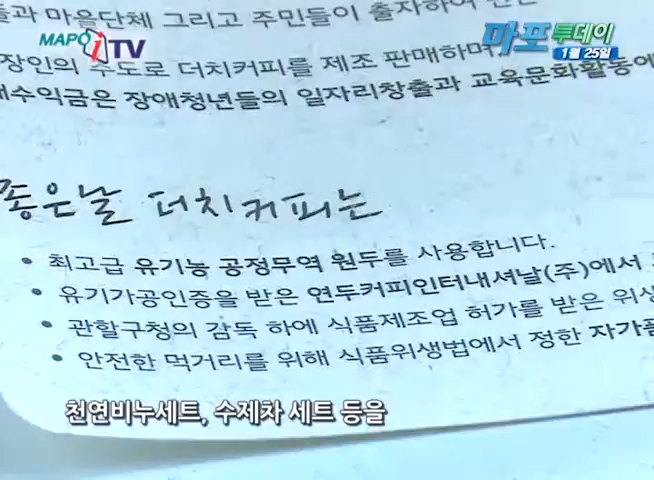 과 마을단체 그리고 주민들이 출자하여
MAPO i TV
마포 투데이
1월 25일
장인의 주도로 더치커피를 제조 판매하며,
수익금은 장애청년들의 일자리창출과 교육문화활동에
좋은날 더치커피는
• 최고급 유기농 공정무역 원두를 사용합니다.
• 유기가공인증을 받은 연두커피인터내셔날(주)에서
• 관할구청의 감독 하에 식품제조업 허가를 받은 위생
• 안전한 먹거리를 위해 식품위생법에서 정한 자가품
천연비누세트, 수제차 세트 등을